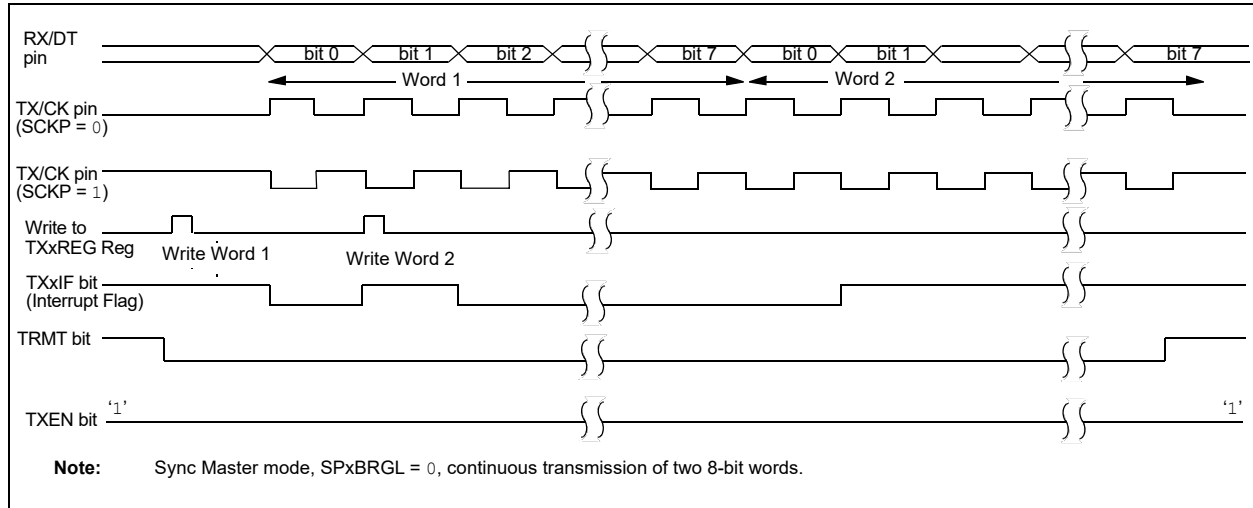 RX/DT
pin
bit 0 bit 1 bit 2 bit 7 bit 0 bit 1 bit 7
Word 1 Word 2
TX/CK pin
(SCKP = 0)
TX/CK pin
(SCKP = 1)
Write to
TXxREG Reg
Write Word 1 Write Word 2
TXxIF bit
(Interrupt Flag)
TRMT bit
TXEN bit ‘1’ ‘1’
Note: Sync Master mode, SPxBRGL = 0, continuous transmission of two 8-bit words.